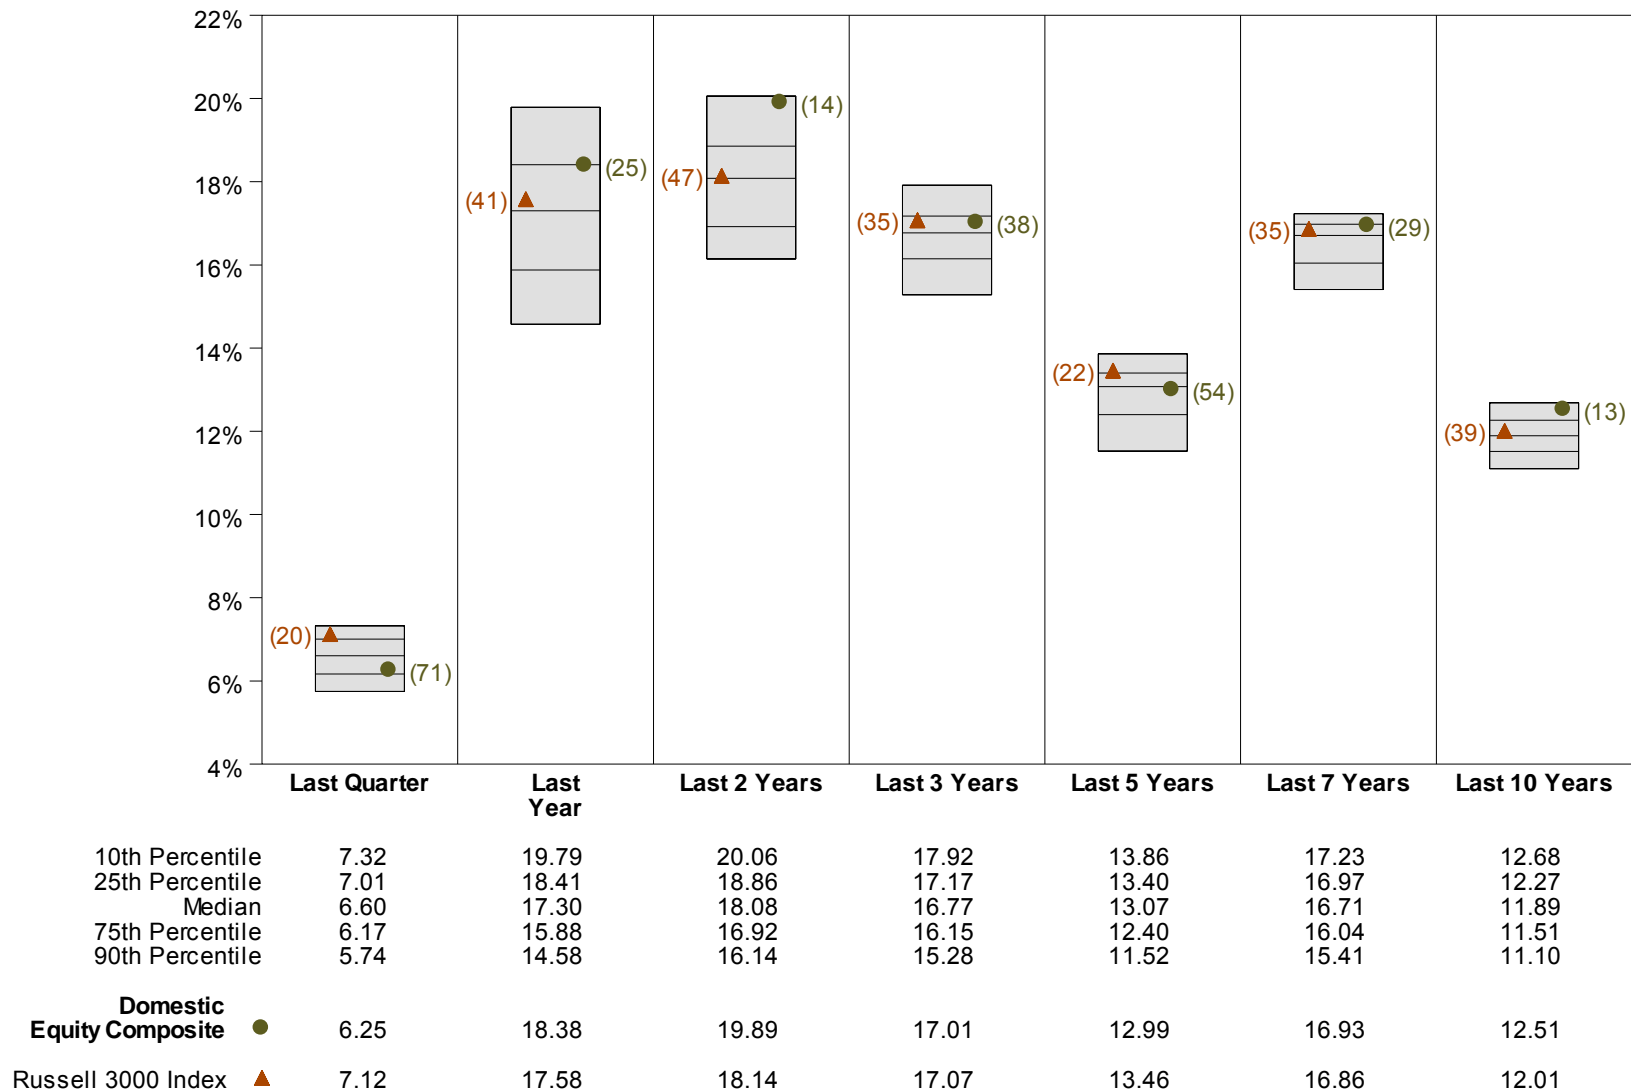 22%
20%
18%
16%
14%
12%
10%
8%
6%
4%
(20)
(71)
(41)
(25)
(47)
(14)
(35)
(38)
(22)
(54)
(35)
(29)
(39)
(13)
Last Quarter Last Last 2 Years Last 3 Years Last 5 Years Last 7 Years Last 10 Years
Year
10th Percentile 7.32 19.79 20.06 17.92 13.86 17.23 12.68
25th Percentile 7.01 18.41 18.86 17.17 13.40 16.97 12.27
Median 6.60 17.30 18.08 16.77 13.07 16.71 11.89
75th Percentile 6.17 15.88 16.92 16.15 12.40 16.04 11.51
90th Percentile 5.74 14.58 16.14 15.28 11.52 15.41 11.10
Domestic
Equity Composite 6.25 18.38 19.89 17.01 12.99 16.93 12.51
Russell 3000 Index 7.12 17.58 18.14 17.07 13.46 16.86 12.01